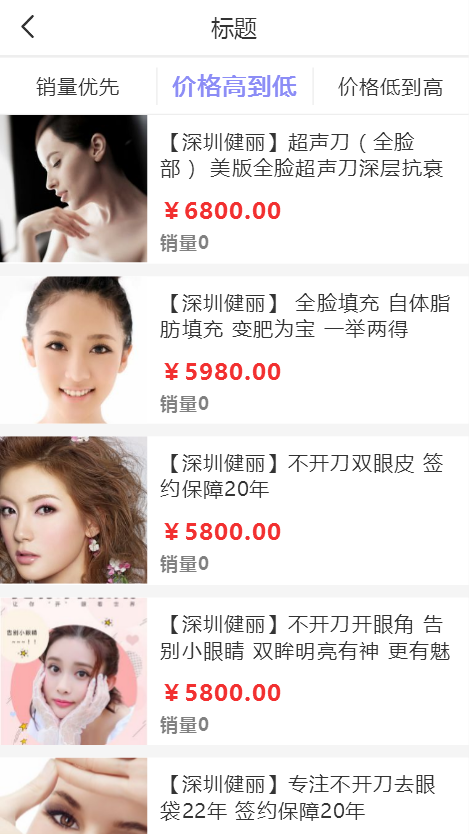 标题
销量优先 价格高到低 价格低到高
【深圳健丽】超声刀（全脸
部） 美版全脸超声刀深层抗衰
￥6800.00
销量0
【深圳健丽】 全脸填充 自体脂
肪填充 变肥为宝 一举两得
￥5980.00
销量0
【深圳健丽】不开刀双眼皮 签
约保障20年
￥5800.00
销量0
告别小眼睛
【深圳健丽】不开刀开眼角 告
别小眼睛 双眸明亮有神 更有魅
￥5800.00
销量0
【深圳健丽】专注不开刀去眼
袋22年 签约保障20年